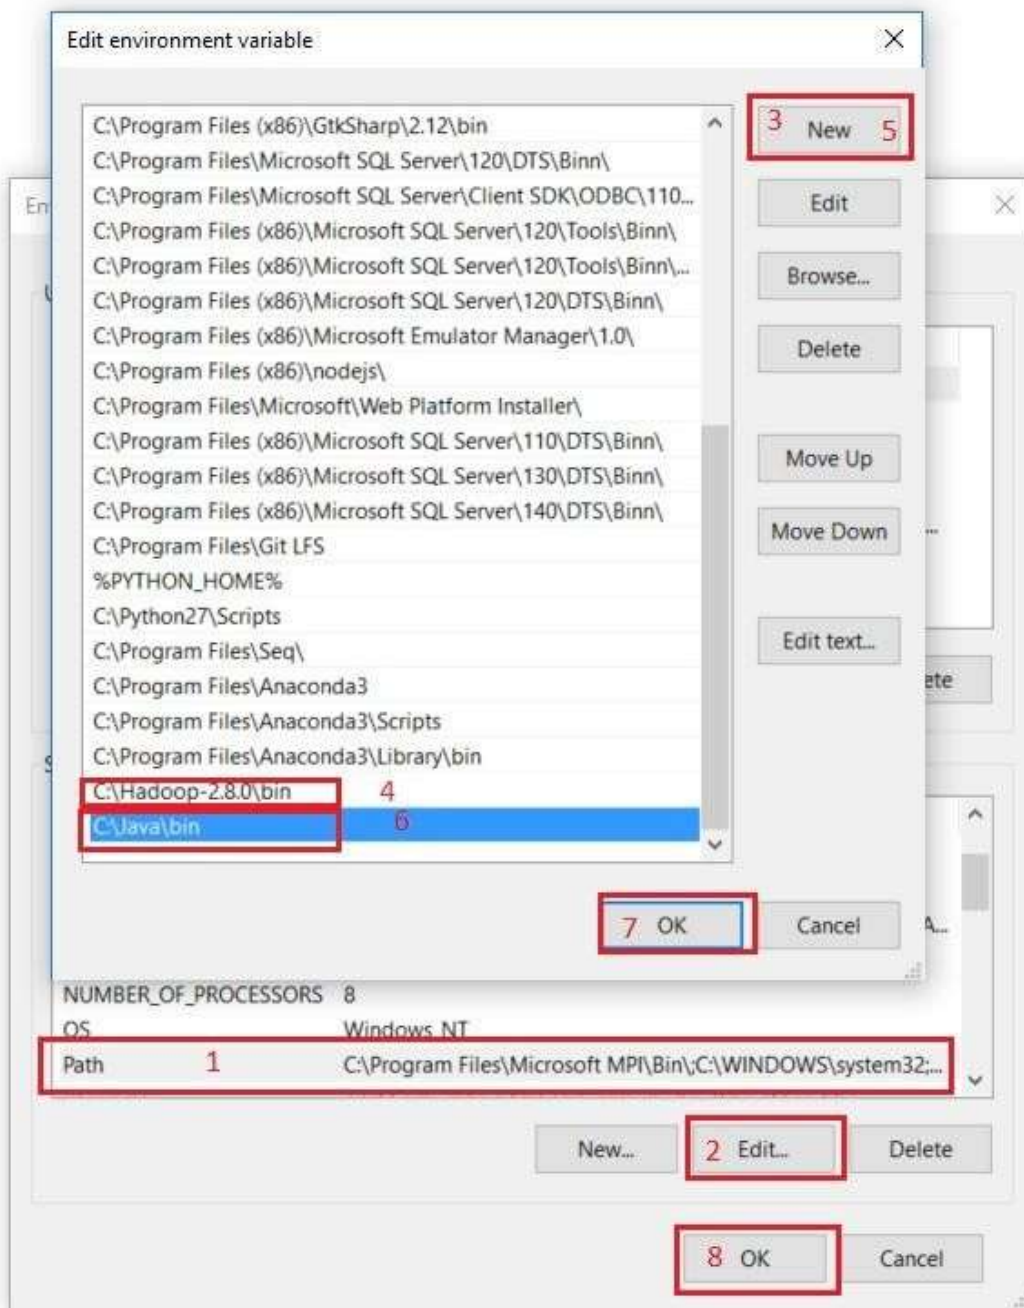 Edit environment variable
C:\Program Files (x86)\GtkSharp\2.12\bin
C:\Program Files\Microsoft SQL Server\120\DTS\Binn\
C:\Program Files\Microsoft SQL Server\Client SDK\ODBC\110...
C:\Program Files (x86)\Microsoft SQL Server\120\Tools\Binn\
C:\Program Files (x86)\Microsoft SQL Server\120\Tools\Binn\...
C:\Program Files (x86)\Microsoft SQL Server\120\DTS\Binn\
C:\Program Files (x86)\Microsoft Emulator Manager\1.0\
C:\Program Files (x86)\nodejs\
C:\Program Files\Microsoft\Web Platform Installer\
C:\Program Files (x86)\Microsoft SQL Server\110\DTS\Binn\
C:\Program Files (x86)\Microsoft SQL Server\130\DTS\Binn\
C:\Program Files (x86)\Microsoft SQL Server\140\DTS\Binn\
C:\Program Files\Git LFS
%PYTHON_HOME%
C:\Python27\Scripts
C:\Program Files\Seq\
C:\Program Files\Anaconda3
C:\Program Files\Anaconda3\Scripts
C:\Program Files\Anaconda3\Library\bin
C:\Hadoop-2.8.0\bin 4
C:\Java\bin 6
3 New 5
Edit
Browse...
Delete
Move Up
Move Down
Edit text...
7 OK
Cancel
En
...
ete
A...
NUMBER_OF_PROCESSORS 8
OS Windows_NT
Path 1 C:\Program Files\Microsoft MPI\Bin\;C:\WINDOWS\system32;...
New...
2 Edit...
Delete
8 OK
Cancel